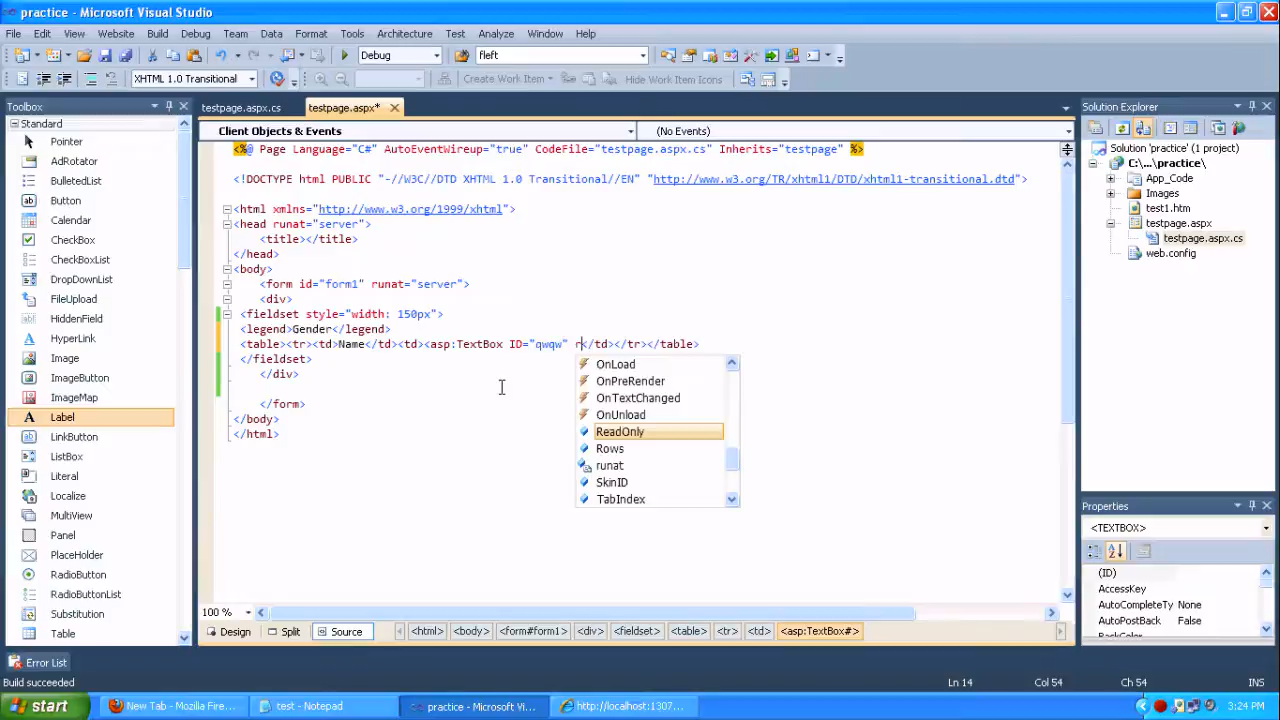 practice - Microsoft Visual Studio
File Edit View Website Build Debug Team Data Format Tools Architecture Test Analyze Window Help
Debug fleft
XHTML 1.0 Transitional Create Work Item Hide Work Item Icons
Toolbox
testpage.aspx.cs testpage.aspx*
Solution Explorer
Standard
Client Objects & Events (No Events)
Pointer
AdRotator
BulletedList
Button
Calendar
CheckBox
CheckBoxList
DropDownList
FileUpload
HiddenField
HyperLink
Image
ImageButton
ImageMap
Label
LinkButton
ListBox
Literal
Localize
MultiView
Panel
PlaceHolder
RadioButton
RadioButtonList
Substitution
Table
<%@ Page Language="C#" AutoEventWireup="true" CodeFile="testpage.aspx.cs" Inherits="testpage" %>
<!DOCTYPE html PUBLIC "-//W3C//DTD XHTML 1.0 Transitional//EN" "http://www.w3.org/TR/xhtml1/DTD/xhtml1-transitional.dtd">
<html xmlns="http://www.w3.org/1999/xhtml">
<head runat="server">
<title></title>
</head>
<body>
<form id="form1" runat="server">
<div>
<fieldset style="width: 150px">
<legend>Gender</legend>
<table><tr><td>Name</td><td><asp:TextBox ID="qwqw" r</td></tr></table>
</fieldset>
</div>
</form>
</body>
</html>
OnLoad
OnPreRender
OnTextChanged
OnUnload
ReadOnly
Rows
runat
SkinID
TabIndex
Solution 'practice' (1 project)
C:\...\practice\
App_Code
Images
test1.htm
testpage.aspx
testpage.aspx.cs
web.config
Properties
<TEXTBOX>
(ID)
AccessKey
AutoCompleteTy None
AutoPostBack False
BackColor
100 %
Design Split Source <html> <body> <form#form1> <div> <fieldset> <table> <tr> <td> <asp:TextBox#>
Error List
Build succeeded Ln 14 Col 54 Ch 54 INS
start New Tab - Mozilla Fire... test - Notepad practice - Microsoft Vi... http://localhost:1307... 3:24 PM